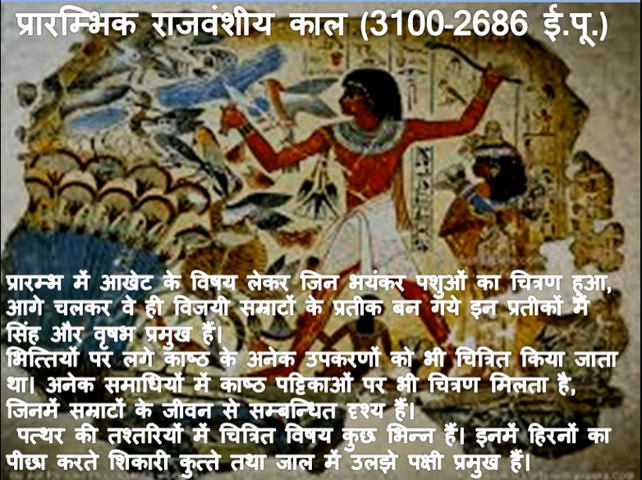 प्रारम्भिक राजवंशीय काल (3100-2686 ई.पू.)
प्रारम्भ में आखेट के विषय लेकर जिन भयंकर पशुओं का चित्रण हुआ,
आगे चलकर वे ही विजयी सम्राटों के प्रतीक बन गये इन प्रतीकों में
सिंह और वृषभ प्रमुख हैं।
भित्तियों पर लगे काष्ठ के अनेक उपकरणों को भी चित्रित किया जाता
था। अनेक समाधियों में काष्ठ पट्टिकाओं पर भी चित्रण मिलता है,
जिनमें सम्राटों के जीवन से सम्बन्धित दृश्य हैं।
पत्थर की तश्तरियों में चित्रित विषय कुछ भिन्न हैं। इनमें हिरनों का
पीछा करते शिकारी कुत्ते तथा जाल में उलझे पक्षी प्रमुख हैं।